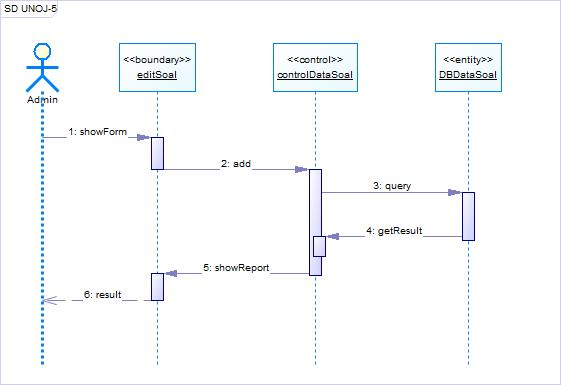 SD UNOJ-5
<<boundary>>
editSoal
<<control>>
controlDataSoal
<<entity>>
DBDataSoal
Admin
1: showForm
2: add
3: query
4: getResult
5: showReport
6: result